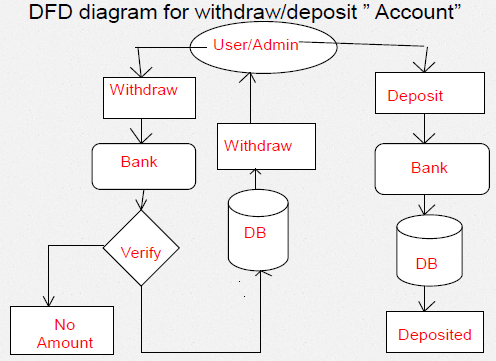 DFD diagram for withdraw/deposit ” Account”
User/Admin
Withdraw
Deposit
Withdraw
Bank
Bank
Verify
DB
DB
No
Amount
Deposited